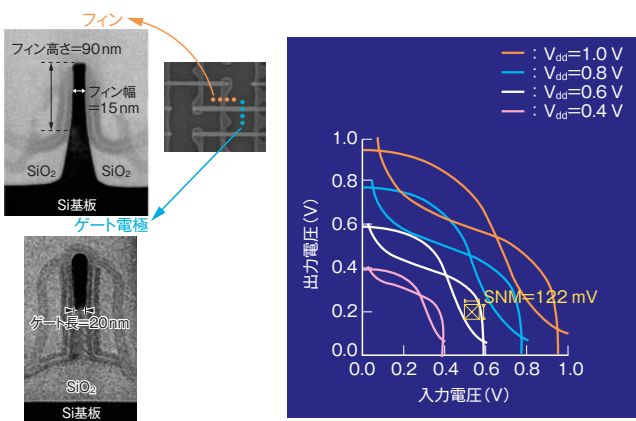 フィン
フィン高さ=90nm
フィン幅
=15nm
SiO₂
SiO₂
Si基板
ゲート電極
ゲート長=20nm
SiO₂
Si基板
: Vdd=1.0 V
: Vdd=0.8 V
: Vdd=0.6 V
: Vdd=0.4 V
出力電圧(V)
1.0
0.8
0.6
0.4
0.2
0.0
SNM=122 mV
0.0
0.2
0.4
0.6
0.8
1.0
入力電圧(V)